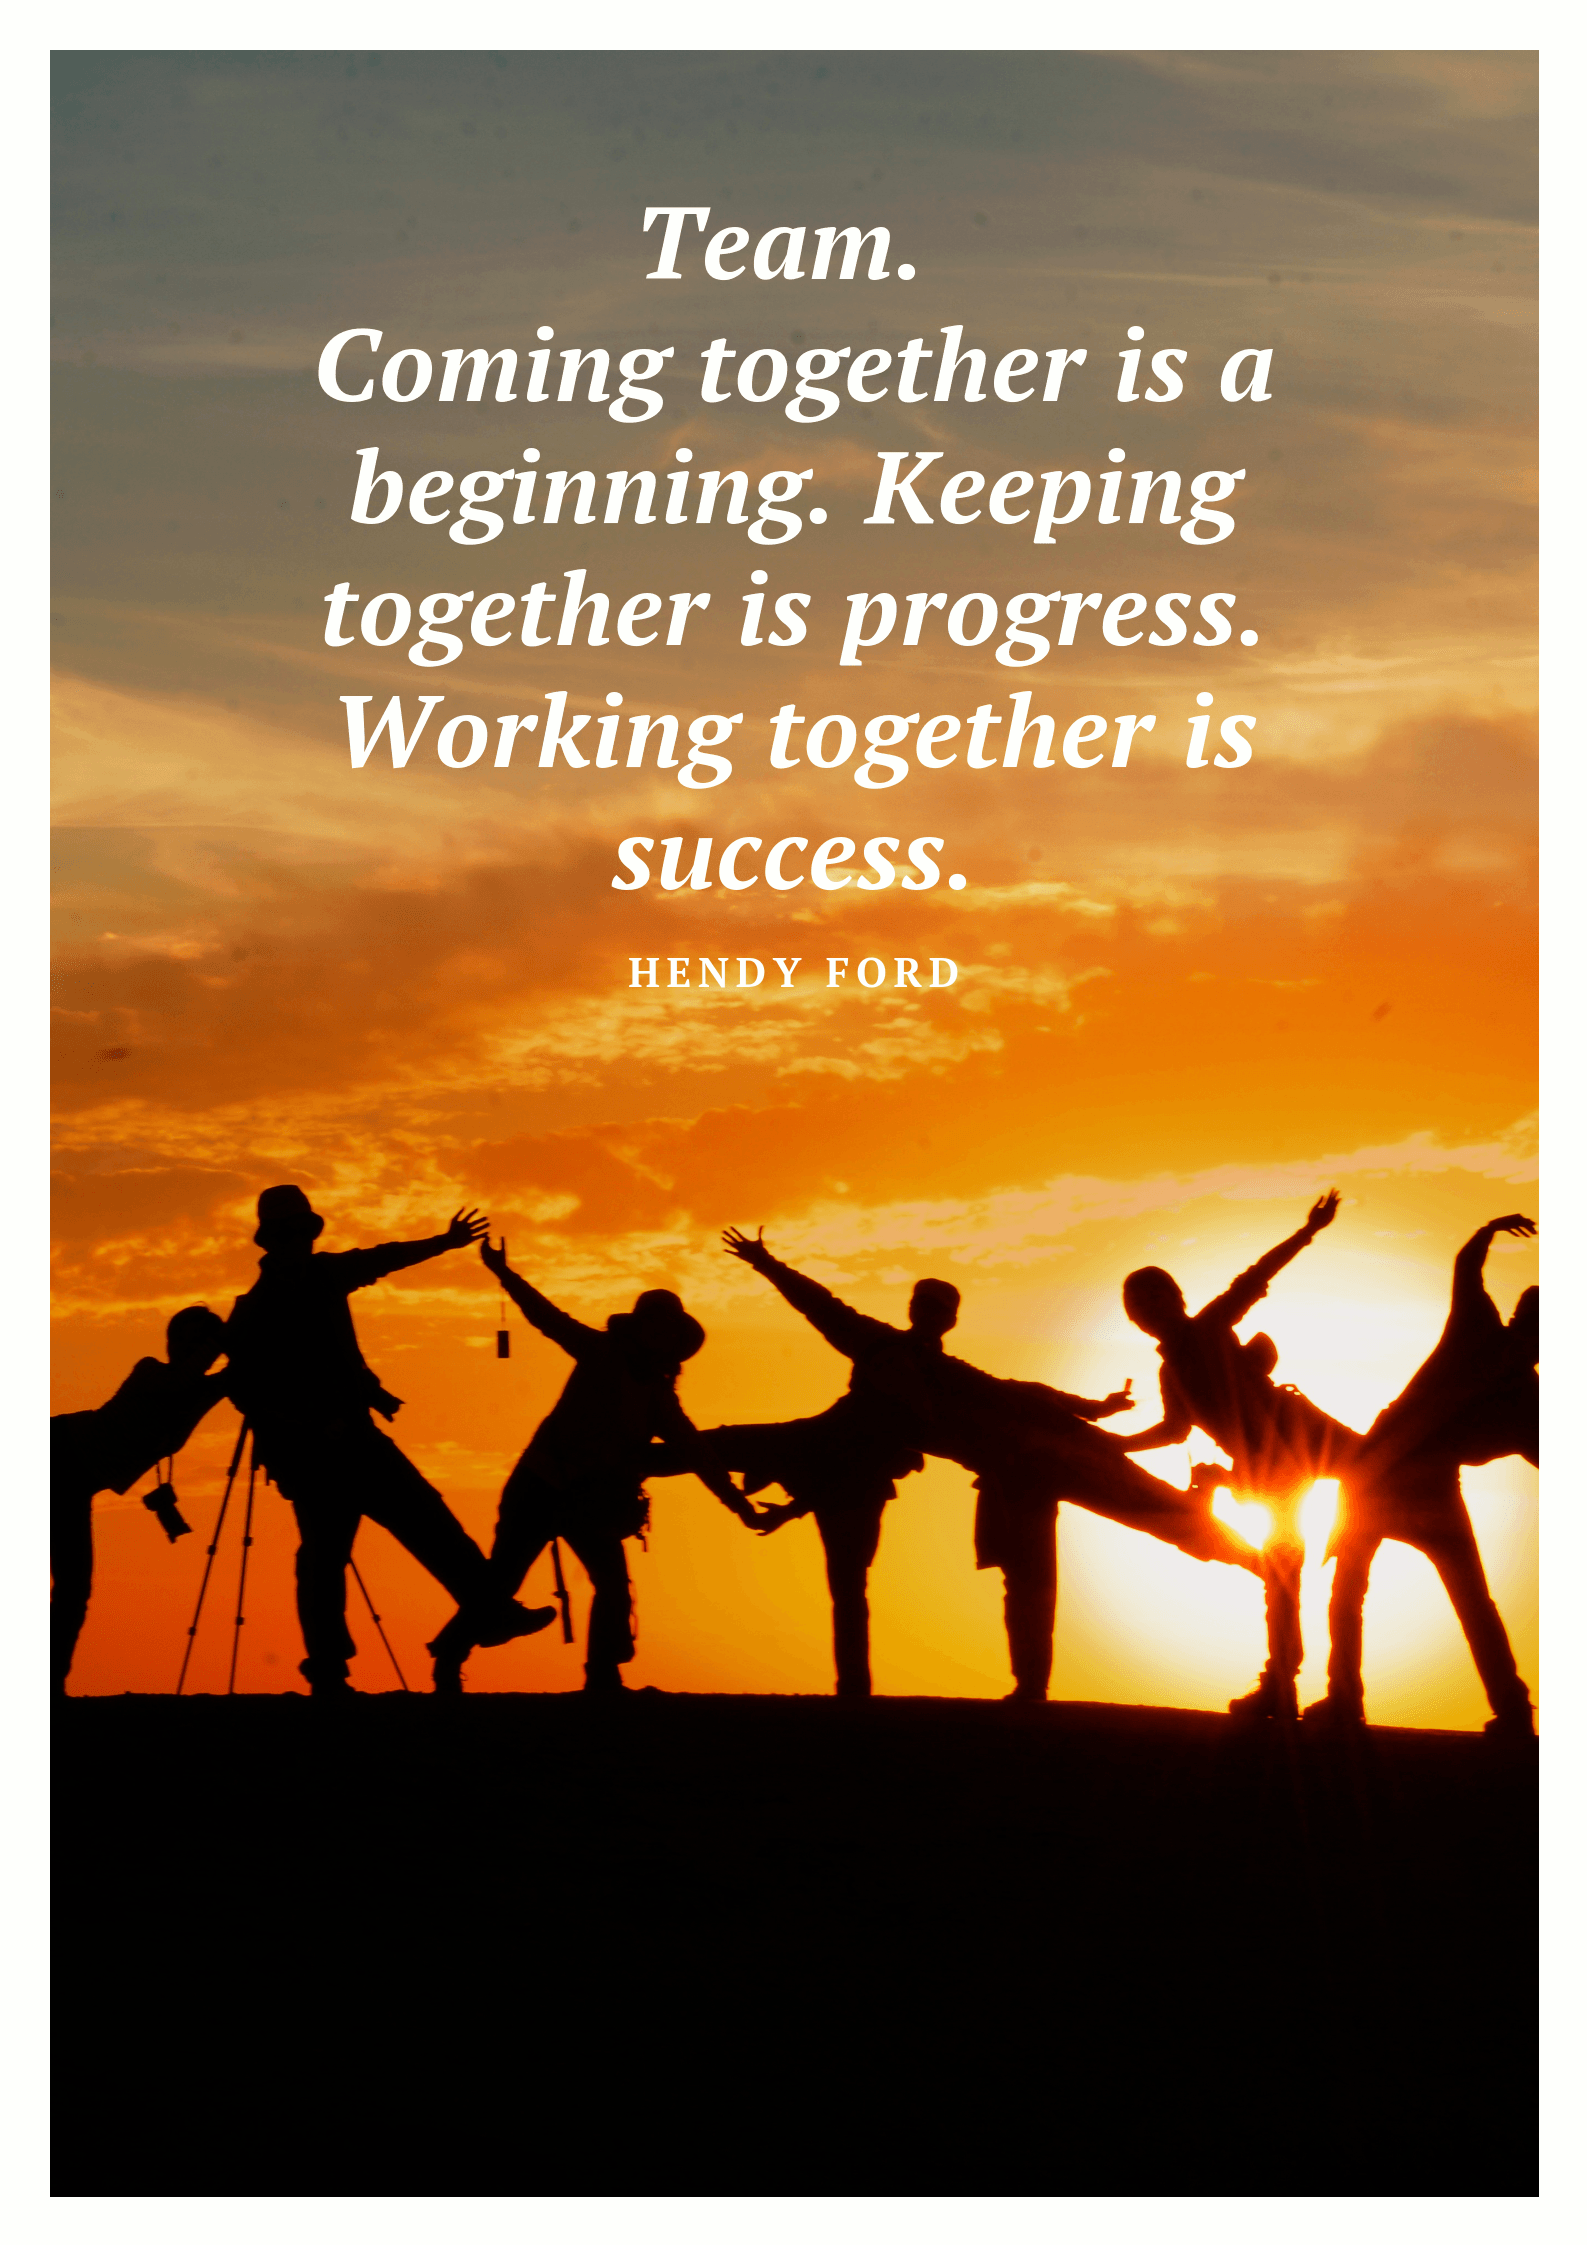 Team.
Coming together is a
beginning. Keeping
together is progress.
Working together is
success.
HENDY FORD